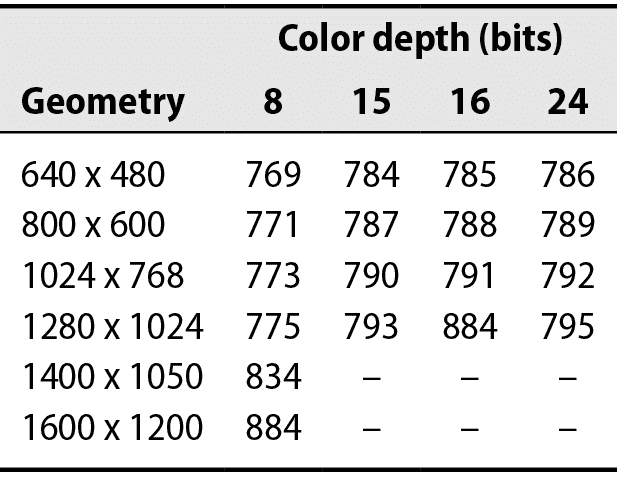 Color depth (bits)
Geometry 8 15 16 24
640 x 480 769 784 785 786
800 x 600 771 787 788 789
1024 x 768 773 790 791 792
1280 x 1024 775 793 884 795
1400 x 1050 834 – – –
1600 x 1200 884 – – –